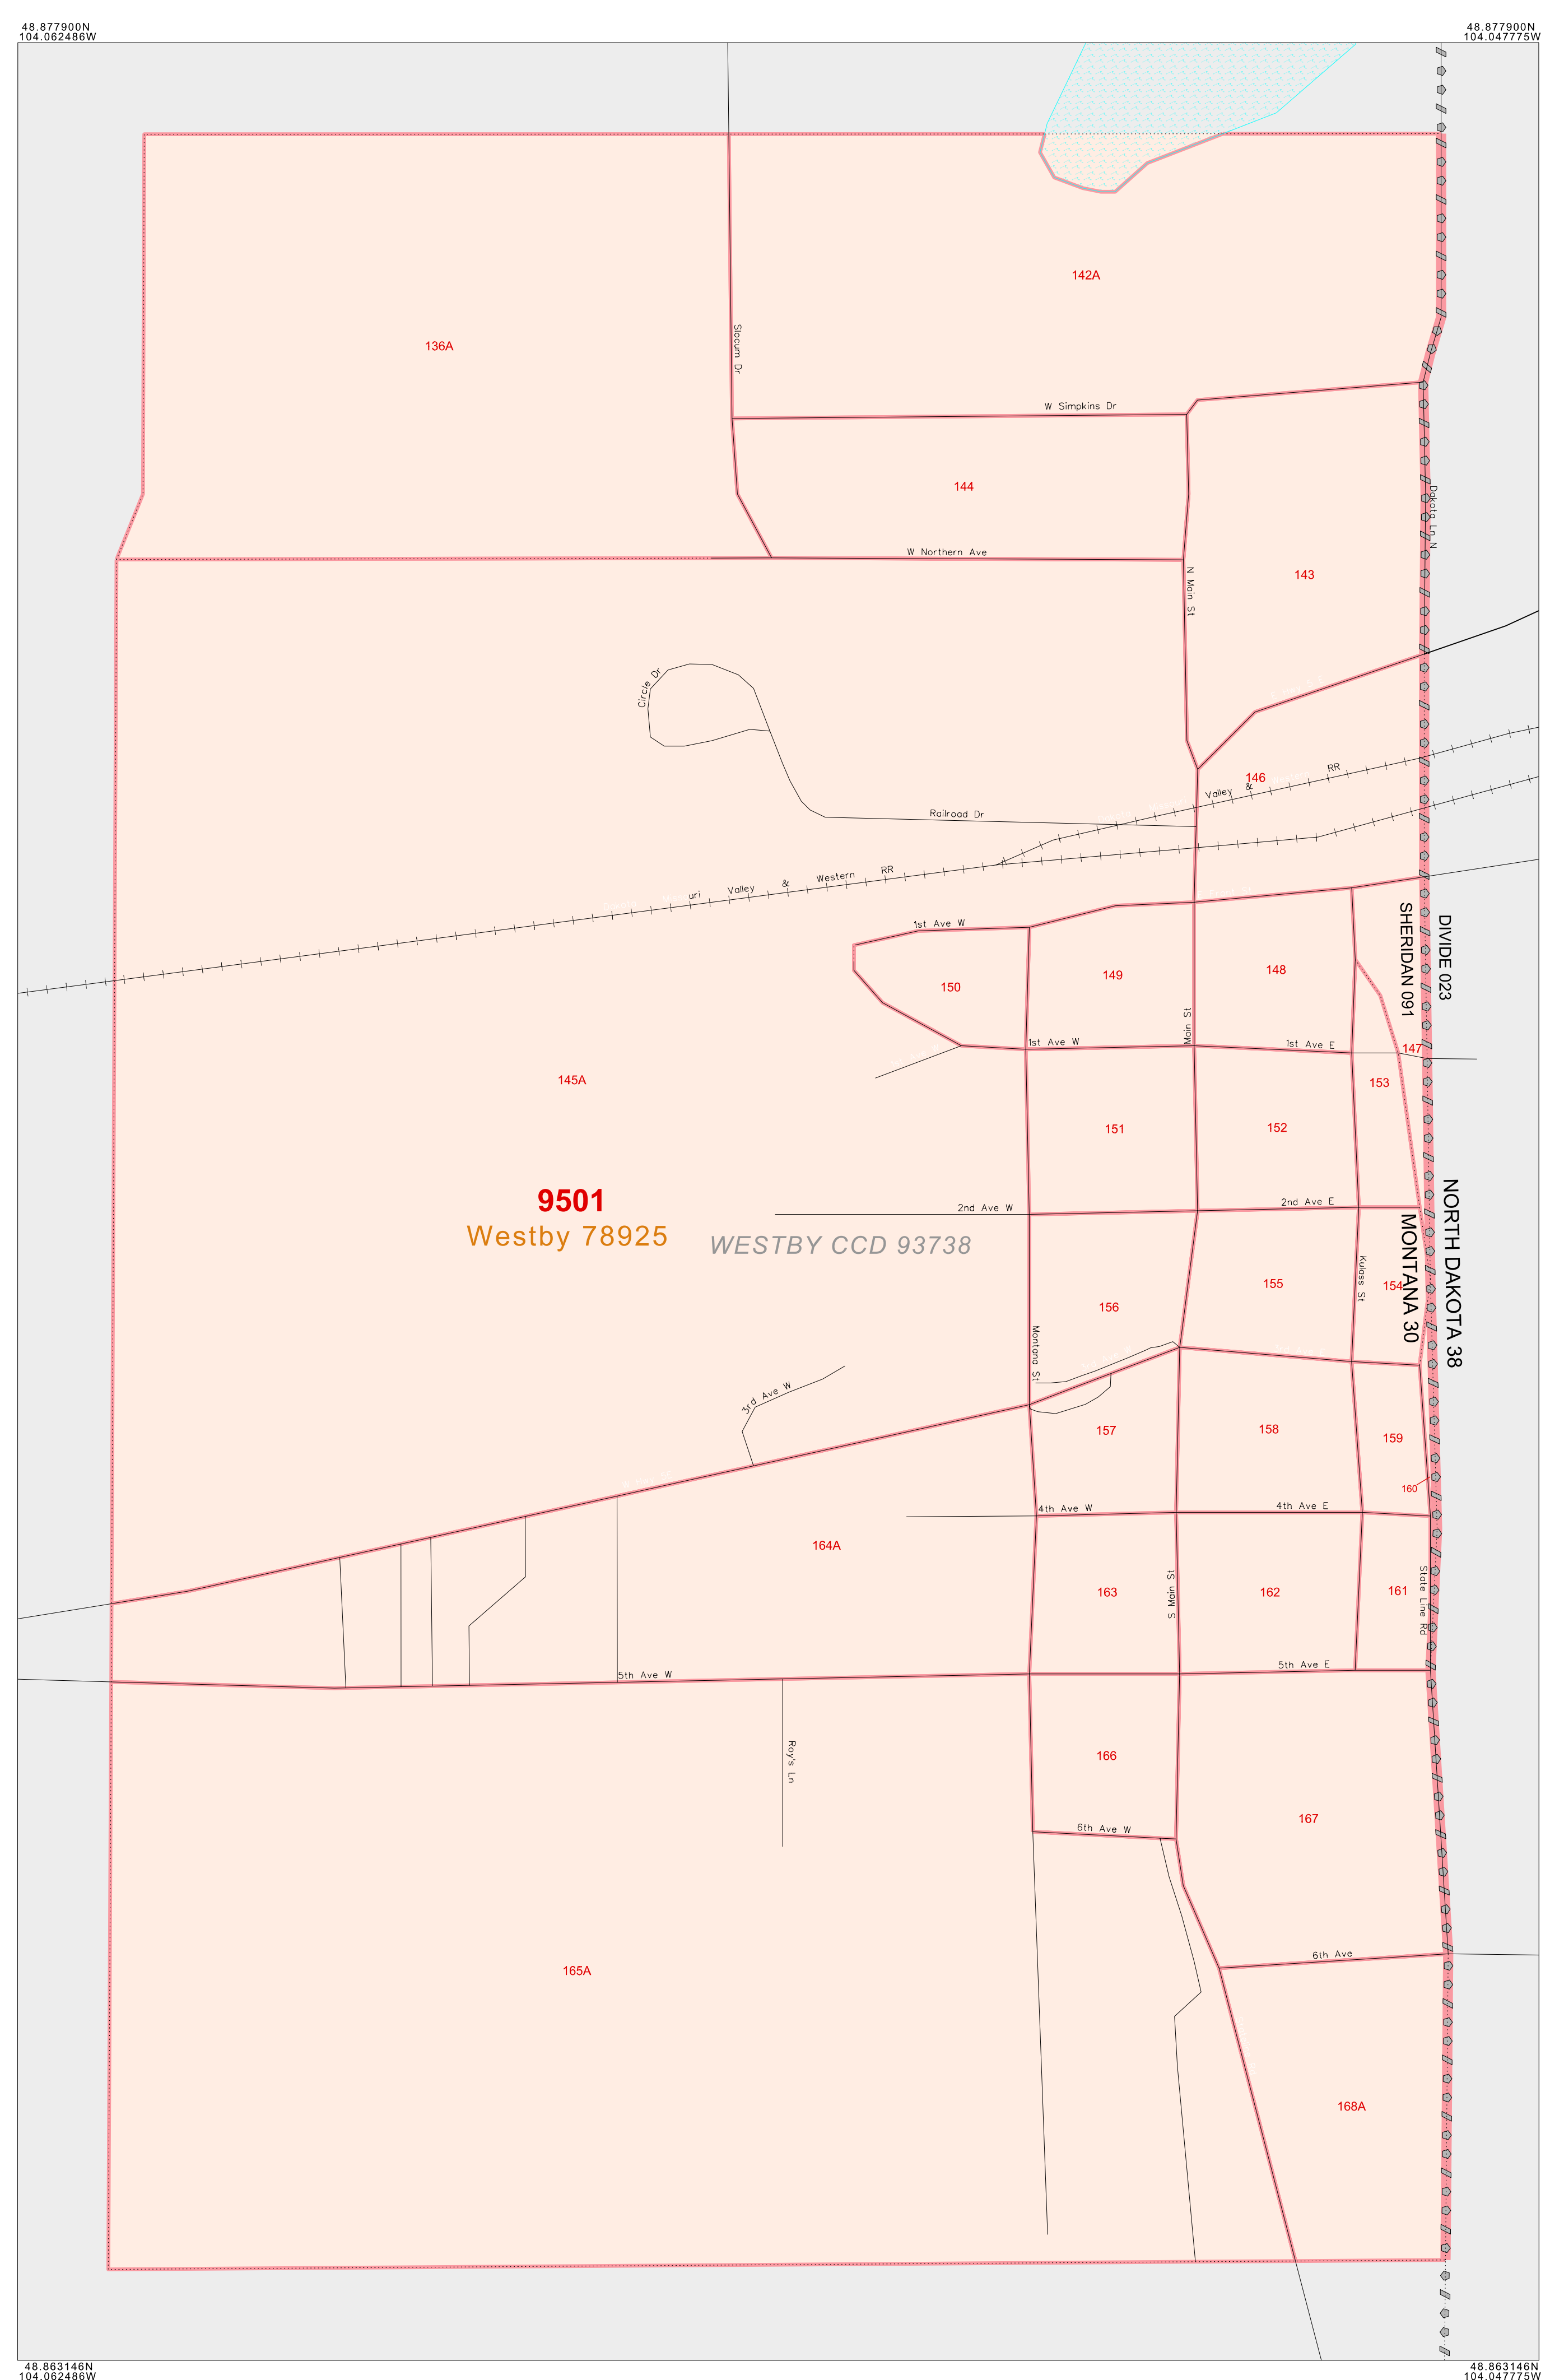 48.877900N
104.062486W
48.877900N
104.047775W
142A
Slocum Dr
136A
W Simpkins Dr
144
Dakota Ln N
W Northern Ave
N Main St
143
Circle Dr
146
RR
Valley &
Railroad Dr
uri Valley & Western RR
1st Ave W
DIVIDE 023
SHERIDAN 091
148
149
150
Main St
1st Ave W
1st Ave E
147
145A
153
151
152
9501
2nd Ave W
2nd Ave E
Westby 78925
WESTBY CCD 93738
NORTH DAKOTA 38
MONTANA 30
Kulass St
155
154
156
Montana St
3rd Ave W
157
158
159
160
4th Ave W
4th Ave E
164A
163
S Main St
162
161
State Line Rd
5th Ave W
5th Ave E
Roy's Ln
166
167
6th Ave W
6th Ave
165A
168A
48.863146N
104.062486W
48.863146N
104.047775W